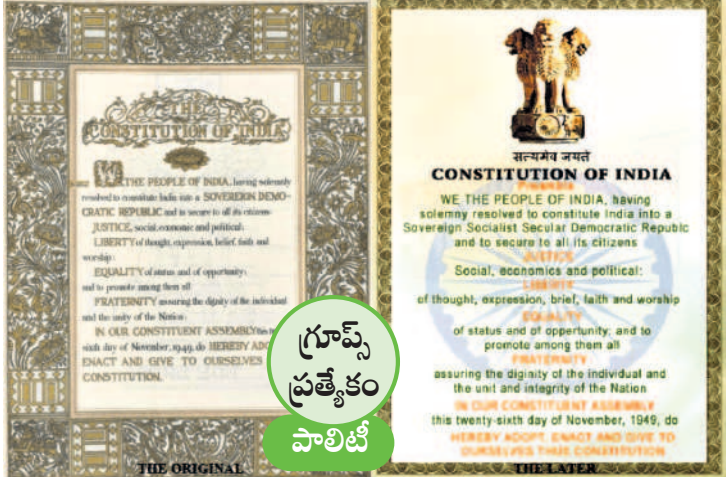 THE
CONSTITUTION OF INDIA
WE, THE PEOPLE OF INDIA, having solemnly
resolved to constitute India into a SOVEREIGN DEMO-
CRATIC REPUBLIC and to secure to all its citizens:
JUSTICE, social, economic and political;
LIBERTY of thought, expression, belief, faith and
worship;
EQUALITY of status and of opportunity;
and to promote among them all
FRATERNITY assuring the dignity of the individual
and the unity of the Nation;
IN OUR CONSTITUENT ASSEMBLY this
sixth day of November, 1949, do HEREBY ADO
ENACT AND GIVE TO OURSELVES
CONSTITUTION.
THE ORIGINAL
గ్రూప్స్
ప్రత్యేకం
పాలిటీ
सत्यमेव जयते
CONSTITUTION OF INDIA
Preamble
WE THE PEOPLE OF INDIA, having
solemny resolved to constitute India into a
Sovereign Socialist Secular Democratic Republic
and to secure to all its citizens
JUSTICE
Social, economics and political:
LIBERTY
of thought, expression, brief, faith and worship
EQUALITY
of status and of opportunity; and to
promote among them all
FRATERNITY
assuring the diginity of the individual and
the unit and integrity of the Nation
IN OUR CONSTITUENT ASSEMBLY
this twenty-sixth day of November, 1949, do
HEREBY ADOPT, ENACT AND GIVE TO
OURSELVES THUS CONSTITUTION
THE LATER